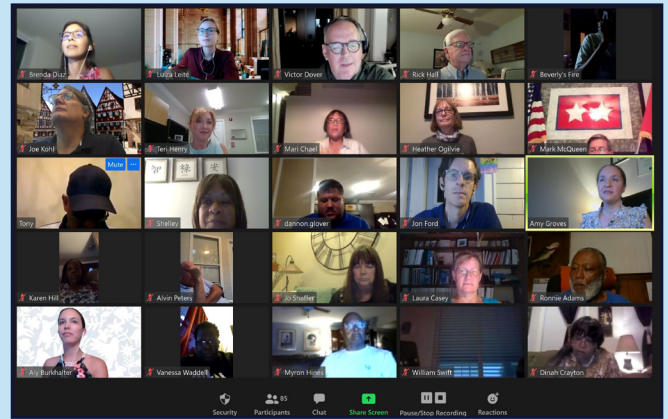 Brenda Diaz
Luiza Leite
Victor Dover
Rick Hall
Beverly's Fire
Joe Kohl
Teri Henry
Mari Chael
Heather Ogilvie
Mark McQueen
Mute ...
Tony
Shelley
dannon.glover
Jon Ford
Amy Groves
Karen Hill
Alvin Peters
Jo Shaffer
Laura Casey
Ronnie Adams
Aly Burkhalter
Vanessa Waddell
Myron Hines
William Swift
Dinah Crayton
85
Security
Participants
Chat
Share Screen
Pause/Stop Recording
Reactions